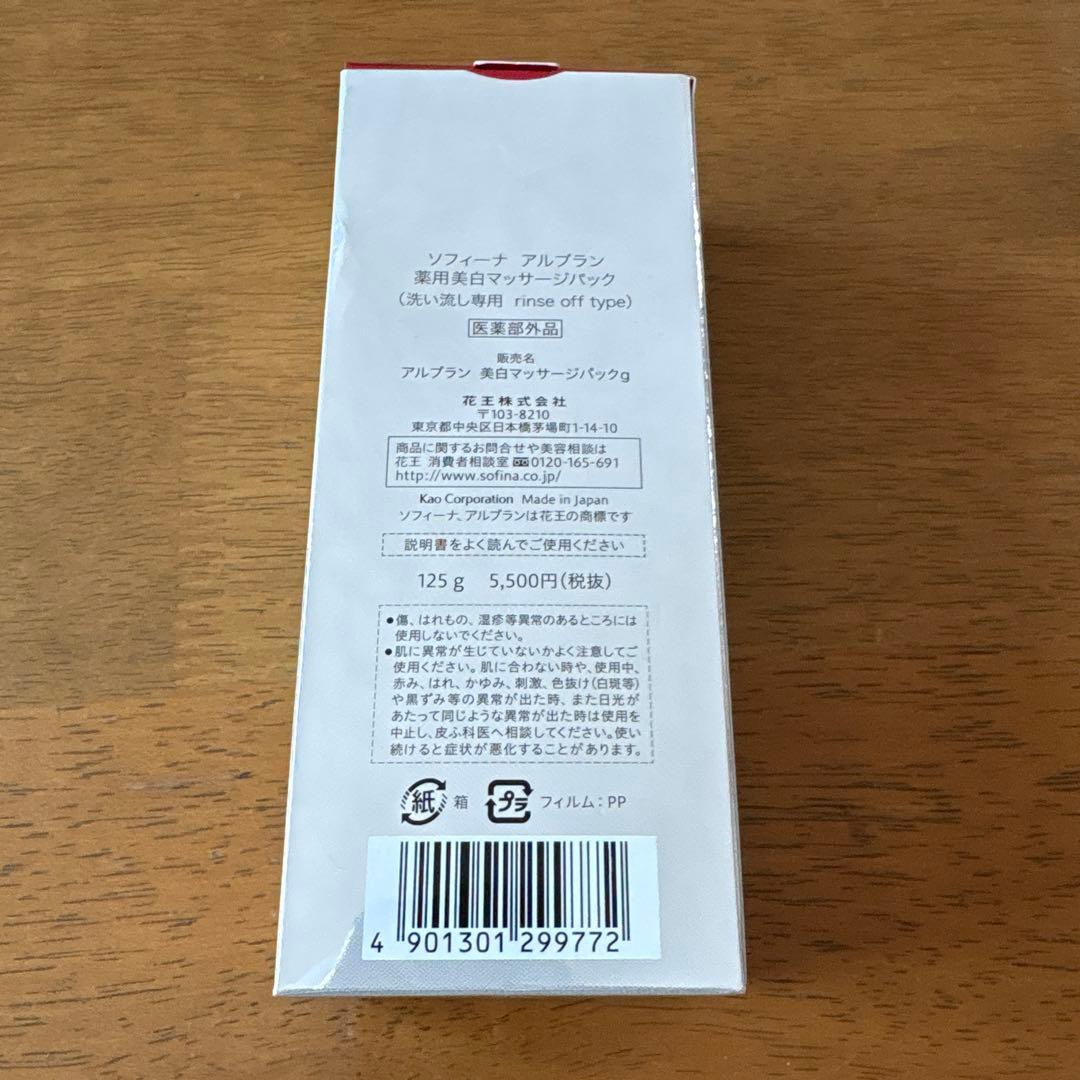 ソフィーナ アルブラン
薬用美白マッサージパック
（洗い流し専用 rinse off type）
医薬部外品
販売名
アルブラン 美白マッサージパックg
花王株式会社
〒103-8210
東京都中央区日本橋茅場町1-14-10
商品に関するお問合せや美容相談は
花王 消費者相談室 0120-165-691
http://www.sofina.co.jp/
Kao Corporation Made in Japan
ソフィーナ、アルブランは花王の商標です
説明書をよく読んでご使用ください
125g 5,500円(税抜)
●傷、はれもの、湿疹等異常のあるところには
使用しないでください。
●肌に異常が生じていないかよく注意してご
使用ください。肌に合わない時や、使用中、
赤み、はれ、かゆみ、刺激、色抜け(白斑等)
や黒ずみ等の異常が出た時、また日光が
あたって同じような異常が出た時は使用を
中止し、皮ふ科医へ相談してください。使い
続けると症状が悪化することがあります。
紙 箱 プラ フィルム：PP
4 901301 299772